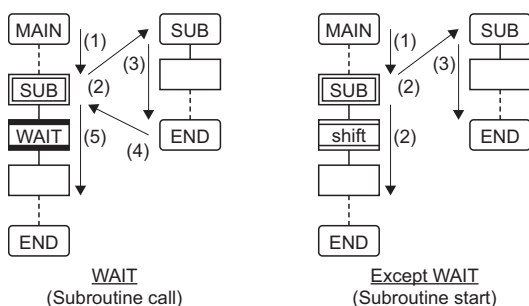 MAIN
(1)
SUB
SUB
(2)
(3)
WAIT
(5)
(4)
END
END
WAIT
(Subroutine call)
MAIN
(1)
SUB
SUB
(2)
(3)
shift
(2)
END
END
Except WAIT
(Subroutine start)